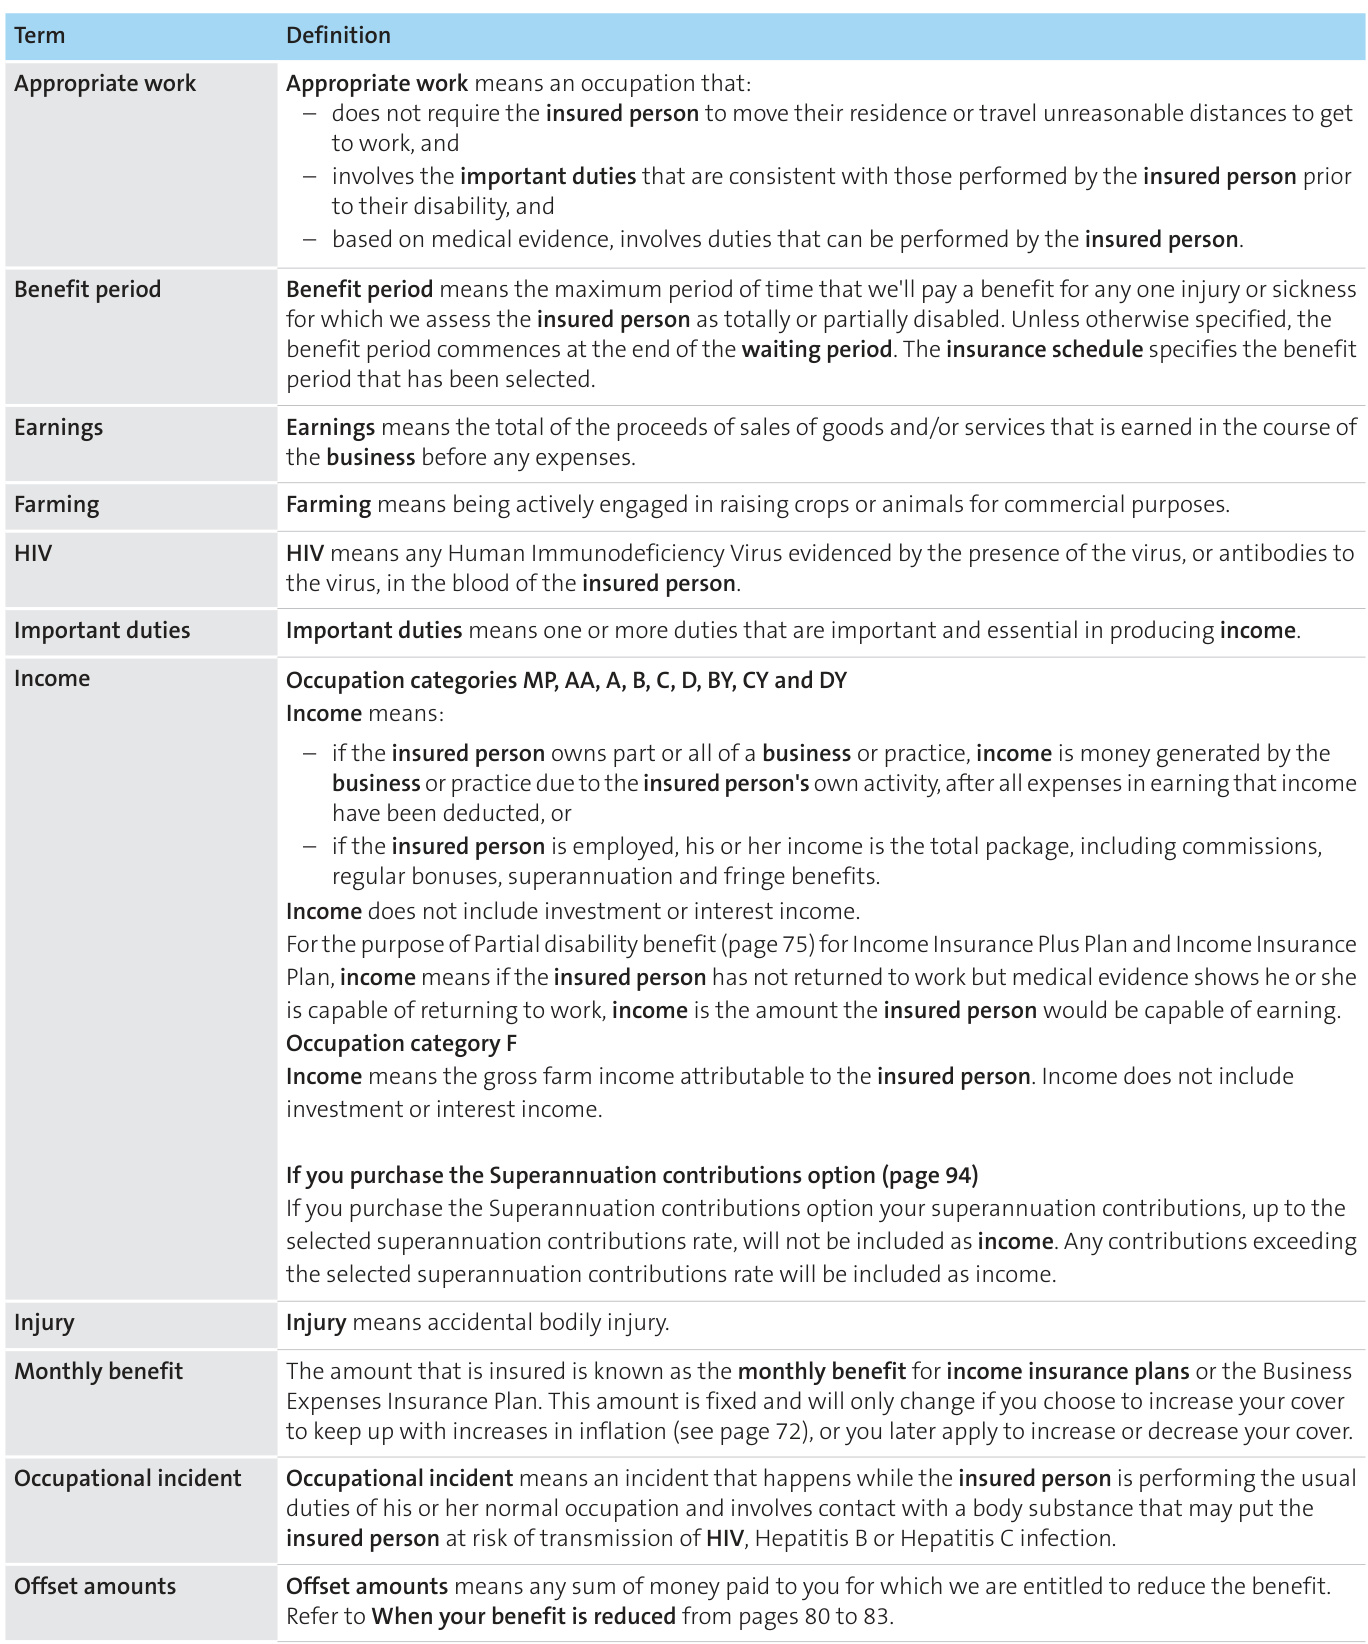 Term Definition
Appropriate work Appropriate work means an occupation that:
– does not require the insured person to move their residence or travel unreasonable distances to get
to work, and
– involves the important duties that are consistent with those performed by the insured person prior
to their disability, and
– based on medical evidence, involves duties that can be performed by the insured person.
Benefit period Benefit period means the maximum period of time that we'll pay a benefit for any one injury or sickness
for which we assess the insured person as totally or partially disabled. Unless otherwise specified, the
benefit period commences at the end of the waiting period. The insurance schedule specifies the benefit
period that has been selected.
Earnings Earnings means the total of the proceeds of sales of goods and/or services that is earned in the course of
the business before any expenses.
Farming Farming means being actively engaged in raising crops or animals for commercial purposes.
HIV HIV means any Human Immunodeficiency Virus evidenced by the presence of the virus, or antibodies to
the virus, in the blood of the insured person.
Important duties Important duties means one or more duties that are important and essential in producing income.
Income Occupation categories MP, AA, A, B, C, D, BY, CY and DY
Income means:
– if the insured person owns part or all of a business or practice, income is money generated by the
business or practice due to the insured person's own activity, after all expenses in earning that income
have been deducted, or
– if the insured person is employed, his or her income is the total package, including commissions,
regular bonuses, superannuation and fringe benefits.
Income does not include investment or interest income.
For the purpose of Partial disability benefit (page 75) for Income Insurance Plus Plan and Income Insurance
Plan, income means if the insured person has not returned to work but medical evidence shows he or she
is capable of returning to work, income is the amount the insured person would be capable of earning.
Occupation category F
Income means the gross farm income attributable to the insured person. Income does not include
investment or interest income.
If you purchase the Superannuation contributions option (page 94)
If you purchase the Superannuation contributions option your superannuation contributions, up to the
selected superannuation contributions rate, will not be included as income. Any contributions exceeding
the selected superannuation contributions rate will be included as income.
Injury Injury means accidental bodily injury.
Monthly benefit The amount that is insured is known as the monthly benefit for income insurance plans or the Business
Expenses Insurance Plan. This amount is fixed and will only change if you choose to increase your cover
to keep up with increases in inflation (see page 72), or you later apply to increase or decrease your cover.
Occupational incident Occupational incident means an incident that happens while the insured person is performing the usual
duties of his or her normal occupation and involves contact with a body substance that may put the
insured person at risk of transmission of HIV, Hepatitis B or Hepatitis C infection.
Offset amounts Offset amounts means any sum of money paid to you for which we are entitled to reduce the benefit.
Refer to When your benefit is reduced from pages 80 to 83.